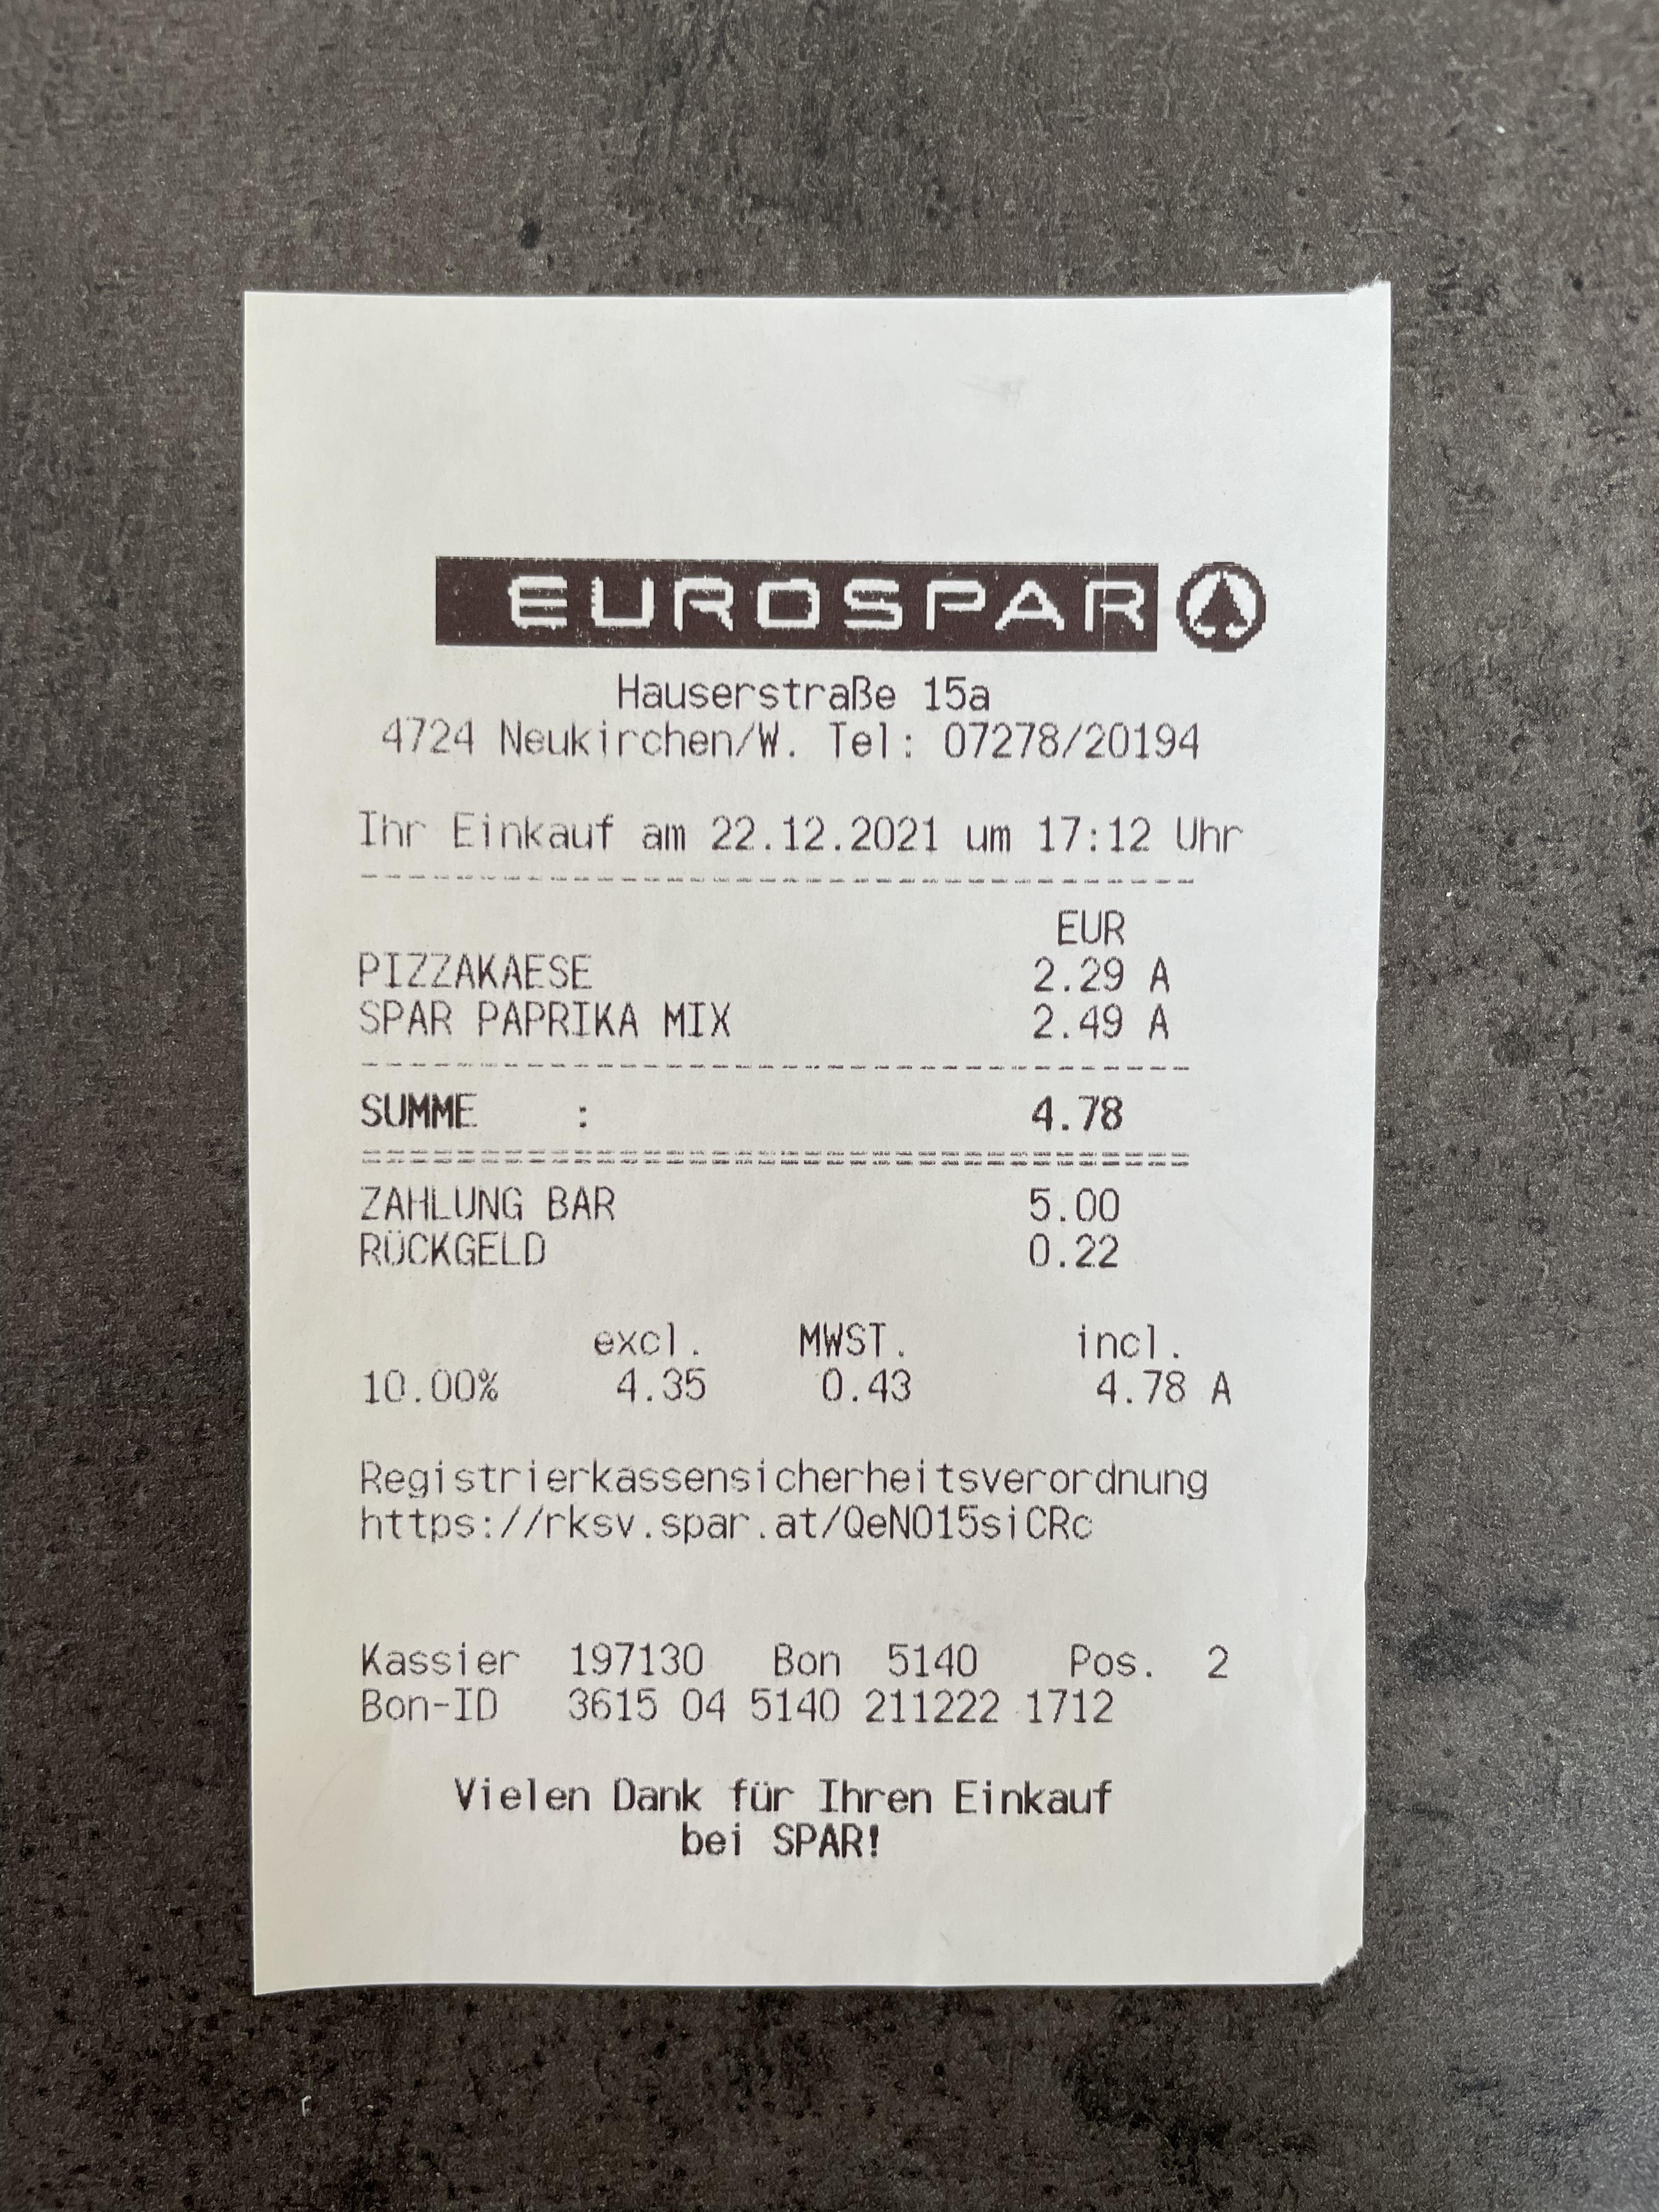 EUROSPAR
Hauserstraße 15a
4724 Neukirchen/W. Tel: 07278/20194
Ihr Einkauf am 22.12.2021 um 17:12 Uhr
EUR
PIZZAKAESE 2.29 A
SPAR PAPRIKA MIX 2.49 A
SUMME : 4.78
ZAHLUNG BAR 5.00
RÜCKGELD 0.22
excl. MWST. incl.
10.00% 4.35 0.43 4.78 A
Registrierkassensicherheitsverordnung
https://rksv.spar.at/QeNO15siCRc
Kassier 197130 Bon 5140 Pos. 2
Bon-ID 3615 04 5140 211222 1712
Vielen Dank für Ihren Einkauf
bei SPAR!